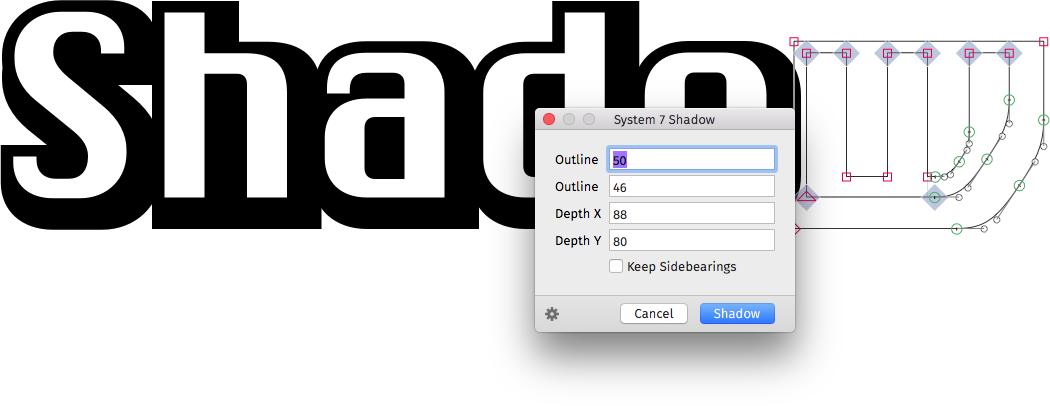 Shado
System 7 Shadow
Outline 50
Outline 46
Depth X 88
Depth Y 80
Keep Sidebearings
Cancel Shadow